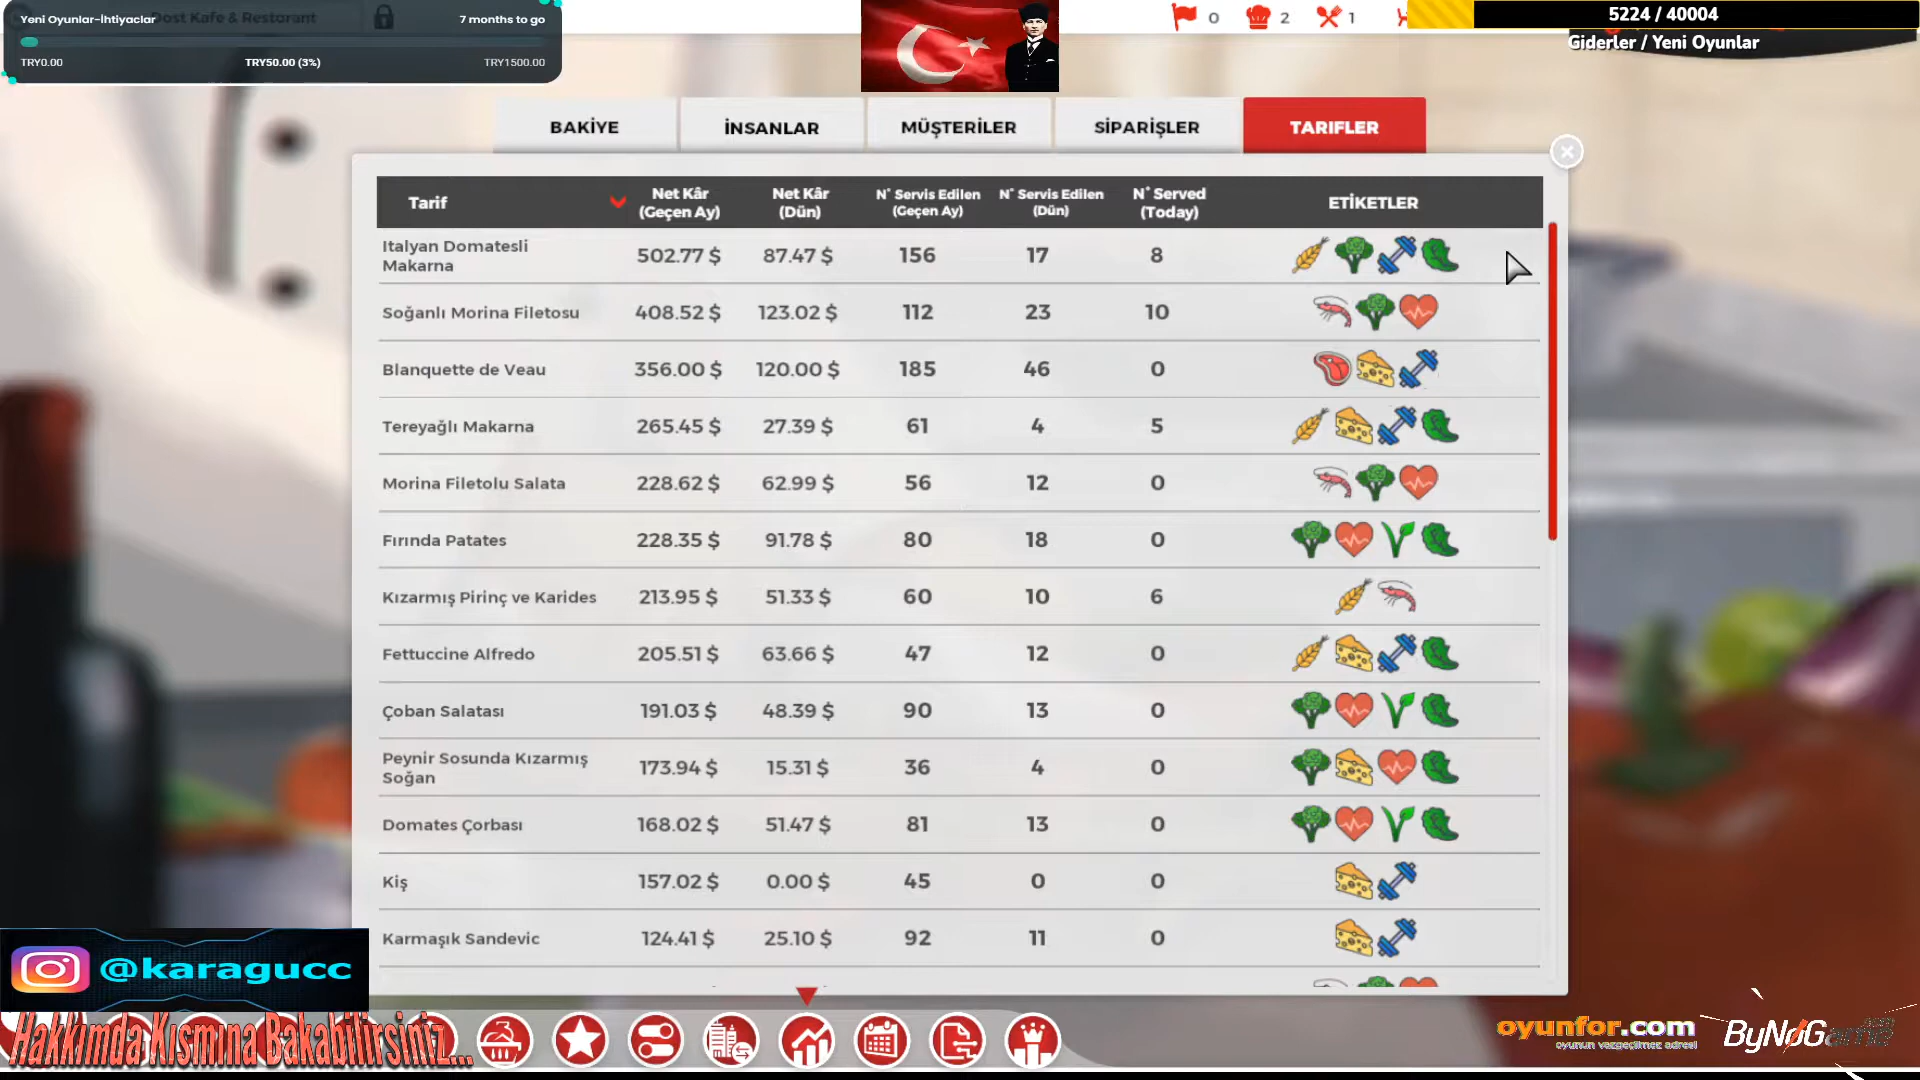 Yeni Oyunlar-İhtiyaclar
7 months to go
Dost Kafe & Restorant
TRY0.00
TRY50.00 (3%)
TRY1500.00
0
2
1
5224 / 40004
Giderler / Yeni Oyunlar
BAKİYE
İNSANLAR
MÜŞTERİLER
SİPARİŞLER
TARIFLER
Tarif
Net Kâr (Geçen Ay)
Net Kâr (Dün)
N° Servis Edilen (Geçen Ay)
N° Servis Edilen (Dün)
N° Served (Today)
ETİKETLER
Italyan Domatesli Makarna 502.77 $ 87.47 $ 156 17 8
Soğanlı Morina Filetosu 408.52 $ 123.02 $ 112 23 10
Blanquette de Veau 356.00 $ 120.00 $ 185 46 0
Tereyağlı Makarna 265.45 $ 27.39 $ 61 4 5
Morina Filetolu Salata 228.62 $ 62.99 $ 56 12 0
Fırında Patates 228.35 $ 91.78 $ 80 18 0
Kızarmış Pirinç ve Karides 213.95 $ 51.33 $ 60 10 6
Fettuccine Alfredo 205.51 $ 63.66 $ 47 12 0
Çoban Salatası 191.03 $ 48.39 $ 90 13 0
Peynir Sosunda Kızarmış Soğan 173.94 $ 15.31 $ 36 4 0
Domates Çorbası 168.02 $ 51.47 $ 81 13 0
Kiş 157.02 $ 0.00 $ 45 0 0
Karmaşık Sandevic 124.41 $ 25.10 $ 92 11 0
@karagucc
Hakkımda Kısmına Bakabilirsiniz...
oyunfor.com
oyunun vazgeçilmez adresi
ByNoGame